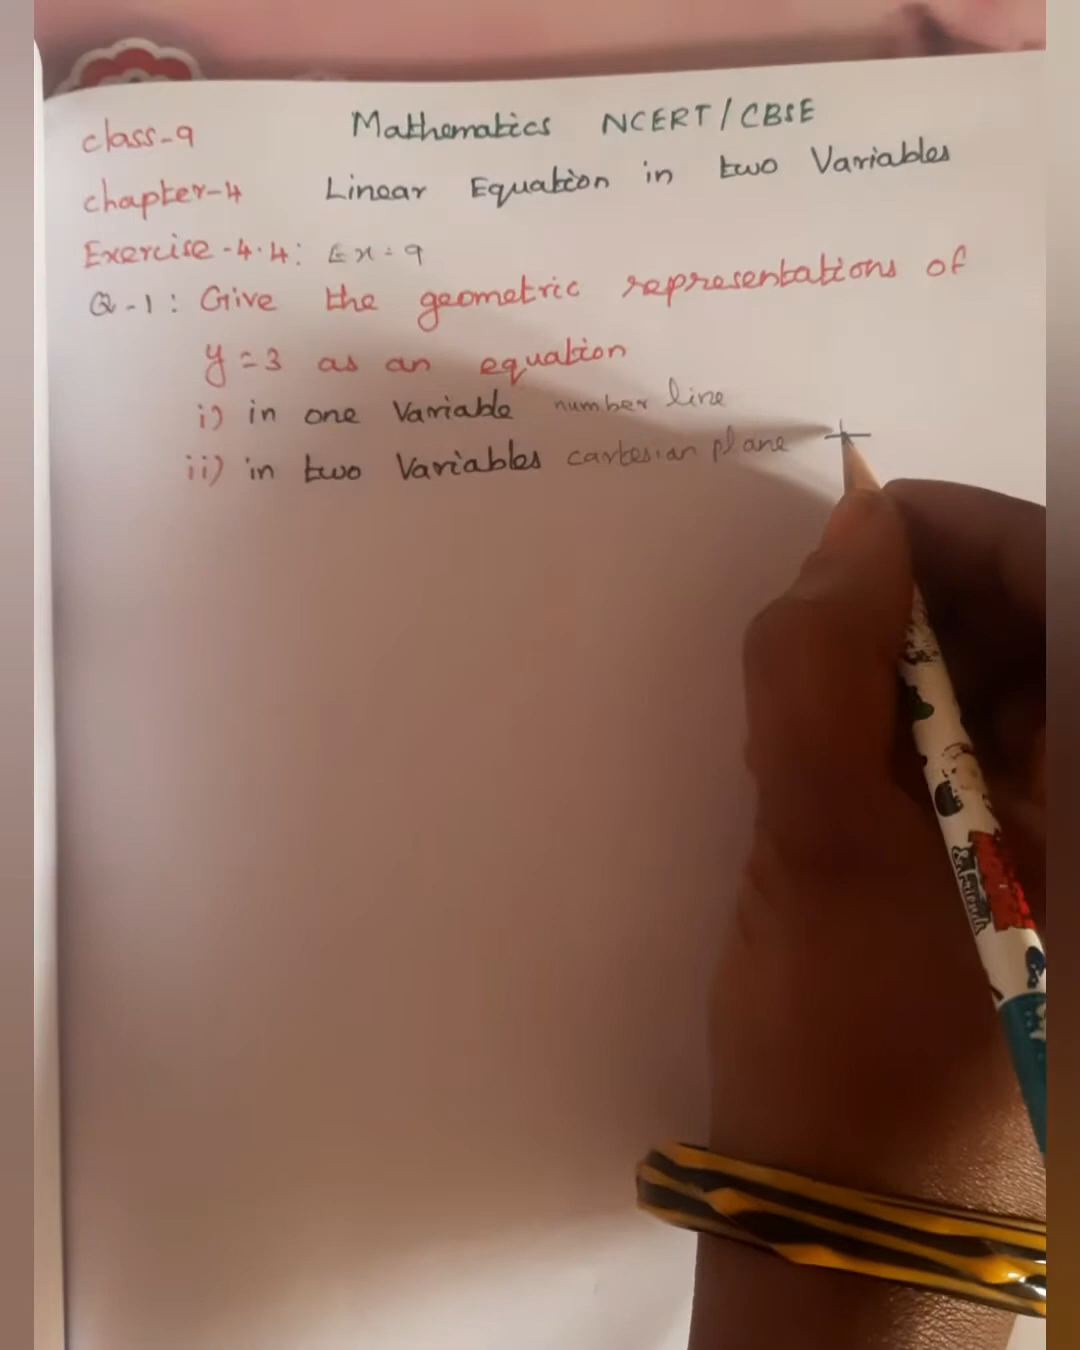 class-9 Mathematics NCERT/CBSE
chapter-4 Linear Equation in two Variables
Exercise-4.4: Ex: 9
Q-1: Give the geometric representations of
y=3 as an equation
i) in one Variable number line
ii) in two Variables cartesian plane